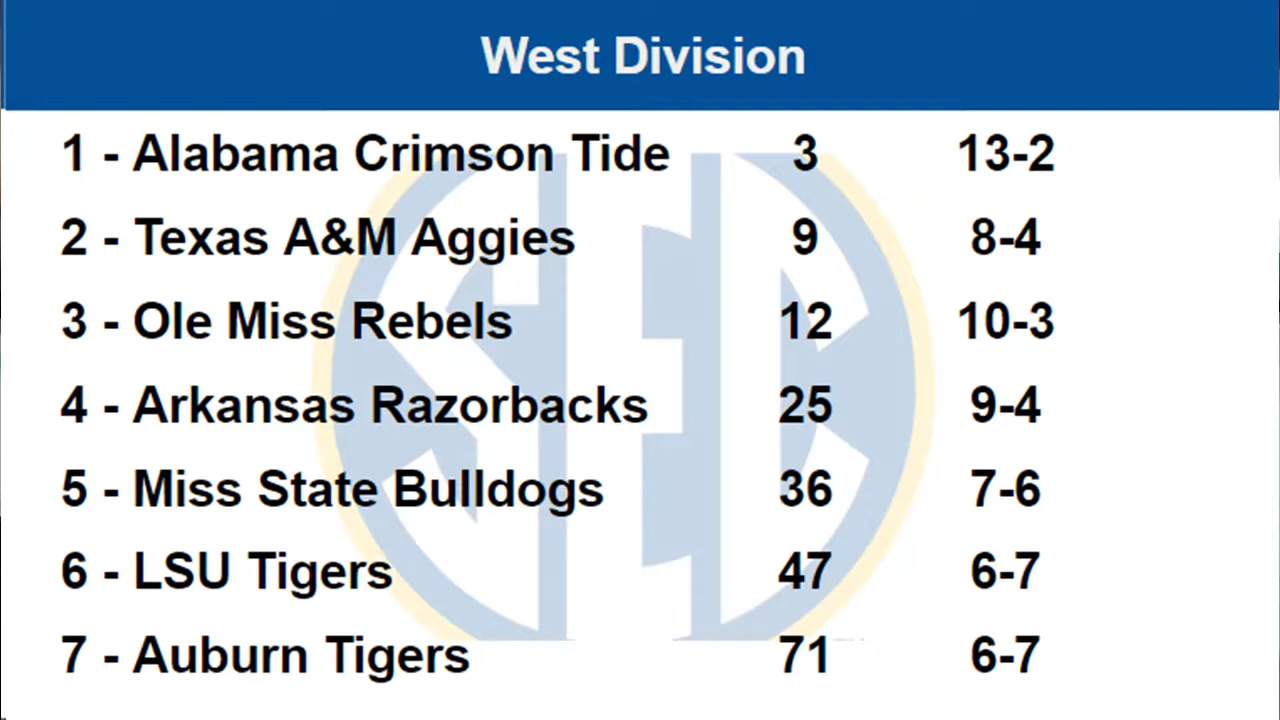 West Division
1 - Alabama Crimson Tide 3 13-2
2 - Texas A&M Aggies 9 8-4
3 - Ole Miss Rebels 12 10-3
4 - Arkansas Razorbacks 25 9-4
5 - Miss State Bulldogs 36 7-6
6 - LSU Tigers 47 6-7
7 - Auburn Tigers 71 6-7
SEC